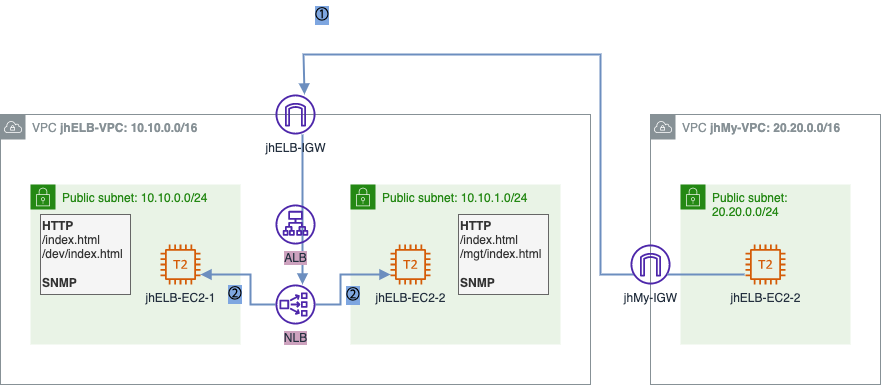 ①
VPC jhELB-VPC: 10.10.0.0/16
VPC jhMy-VPC: 20.20.0.0/16
jhELB-IGW
Public subnet: 10.10.0.0/24
HTTP
/index.html
/dev/index.html
SNMP
T2
jhELB-EC2-1
②
ALB
NLB
②
Public subnet: 10.10.1.0/24
HTTP
/index.html
/mgt/index.html
SNMP
T2
jhELB-EC2-2
jhMy-IGW
Public subnet:
20.20.0.0/24
T2
jhELB-EC2-2